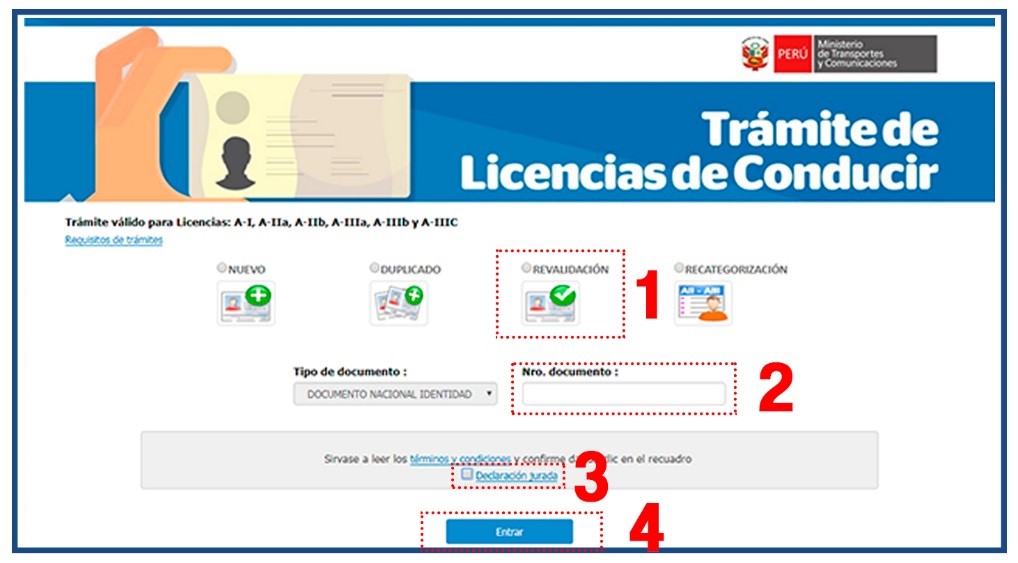 PERÚ
Ministerio
de Transportes
y Comunicaciones
Trámite de
Licencias de Conducir
Trámite válido para Licencias: A-I, A-IIa, A-IIb, A-IIIa, A-IIIb y A-IIIC
Requisitos de trámites
NUEVO DUPLICADO REVALIDACIÓN RECATEGORIZACIÓN
1
AII - AIII
Tipo de documento : Nro. documento :
DOCUMENTO NACIONAL IDENTIDAD
2
Sirvase a leer los términos y condiciones y confirme clic en el recuadro
Declaración jurada
3
Entrar
4